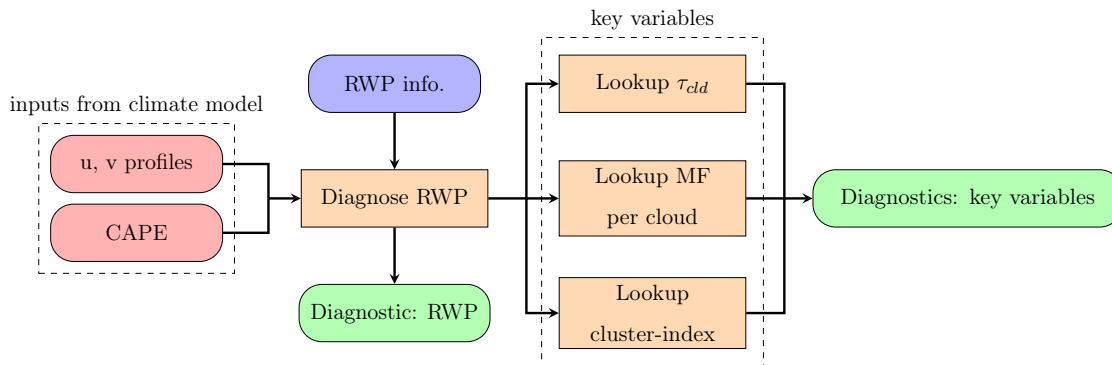 key variables
RWP info.
Lookup τcld
inputs from climate model
u, v profiles
CAPE
Diagnose RWP
Lookup MF
per cloud
Diagnostics: key variables
Diagnostic: RWP
Lookup
cluster-index